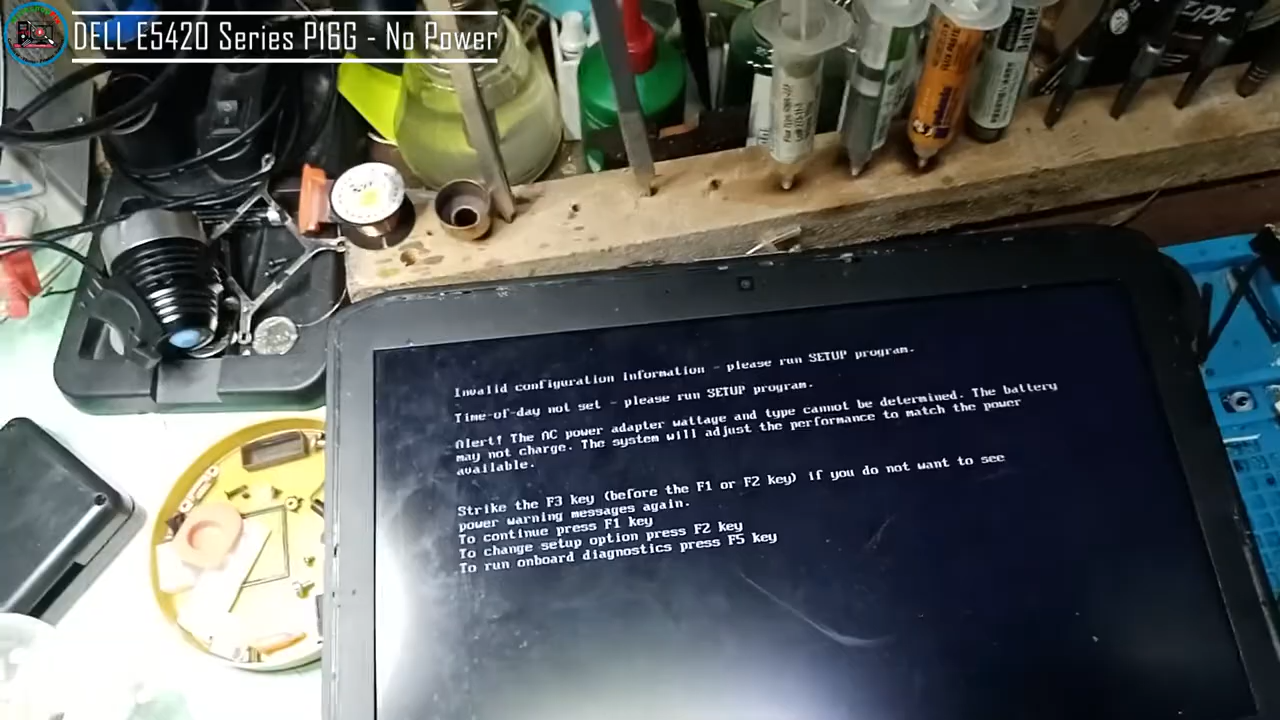 DELL E5420 Series P16G - No Power
Invalid configuration information - please run SETUP program.
Time-of-day not set - please run SETUP program.
Alert! The AC power adapter wattage and type cannot be determined. The battery
may not charge. The system will adjust the performance to match the power
available.
Strike the F3 key (before the F1 or F2 key) if you do not want to see
power warning messages again.
To continue press F1 key
To change setup option press F2 key
To run onboard diagnostics press F5 key